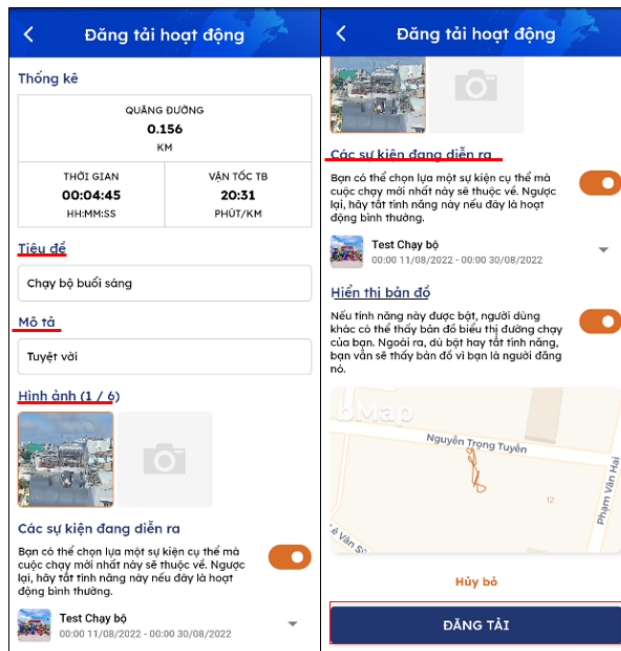 Đăng tải hoạt động
Thống kê
QUÃNG ĐƯỜNG
0.156
KM
THỜI GIAN
00:04:45
HH:MM:SS
VẬN TỐC TB
20:31
PHÚT/KM
Tiêu đề
Chạy bộ buổi sáng
Mô tả
Tuyệt vời
Hình ảnh (1 / 6)
Các sự kiện đang diễn ra
Bạn có thể chọn lựa một sự kiện cụ thể mà
cuộc chạy mới nhất này sẽ thuộc về. Ngược
lại, hãy tắt tính năng này nếu đây là hoạt
động bình thường.
Test Chạy bộ
00:00 11/08/2022 - 00:00 30/08/2022
Đăng tải hoạt động
Các sự kiện đang diễn ra
Bạn có thể chọn lựa một sự kiện cụ thể mà
cuộc chạy mới nhất này sẽ thuộc về. Ngược
lại, hãy tắt tính năng này nếu đây là hoạt
động bình thường.
Test Chạy bộ
00:00 11/08/2022 - 00:00 30/08/2022
Hiển thị bản đồ
Nếu tính năng này được bật, người dùng
khác có thể thấy bản đồ biểu thị đường chạy
của bạn. Ngoài ra, dù bật hay tắt tính năng,
bạn vẫn sẽ thấy bản đồ vì bạn là người đăng
nó.
bMap
Nguyễn Trọng Tuyển
Phạm Văn Hai
12
Lê Văn Sỹ
Hủy bỏ
ĐĂNG TẢI